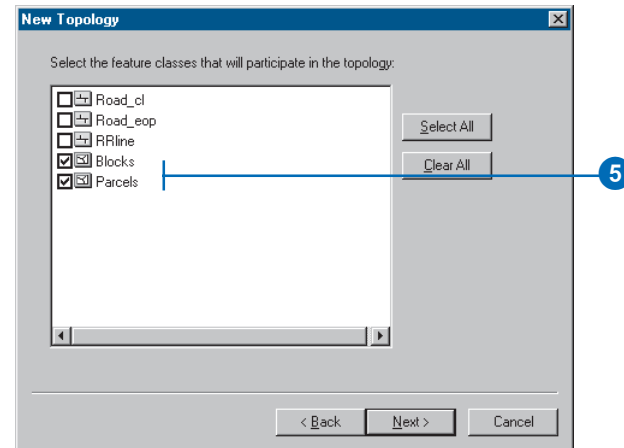 New Topology
Select the feature classes that will participate in the topology:
Road_cl
Road_eop
RRline
Blocks
Parcels
Select All
Clear All
5
< Back
Next >
Cancel